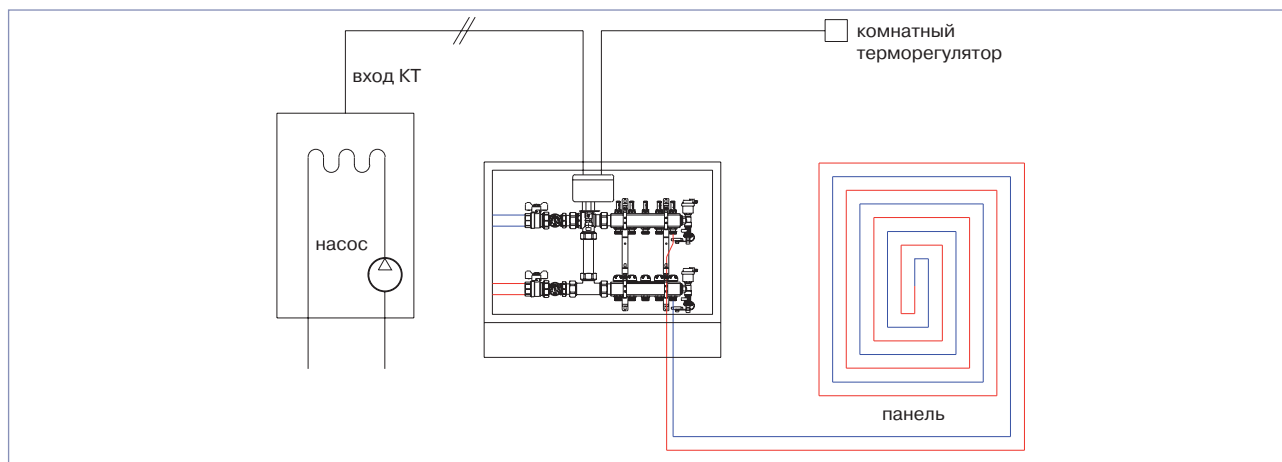 комнатный
терморегулятор
вход КТ
насос
панель